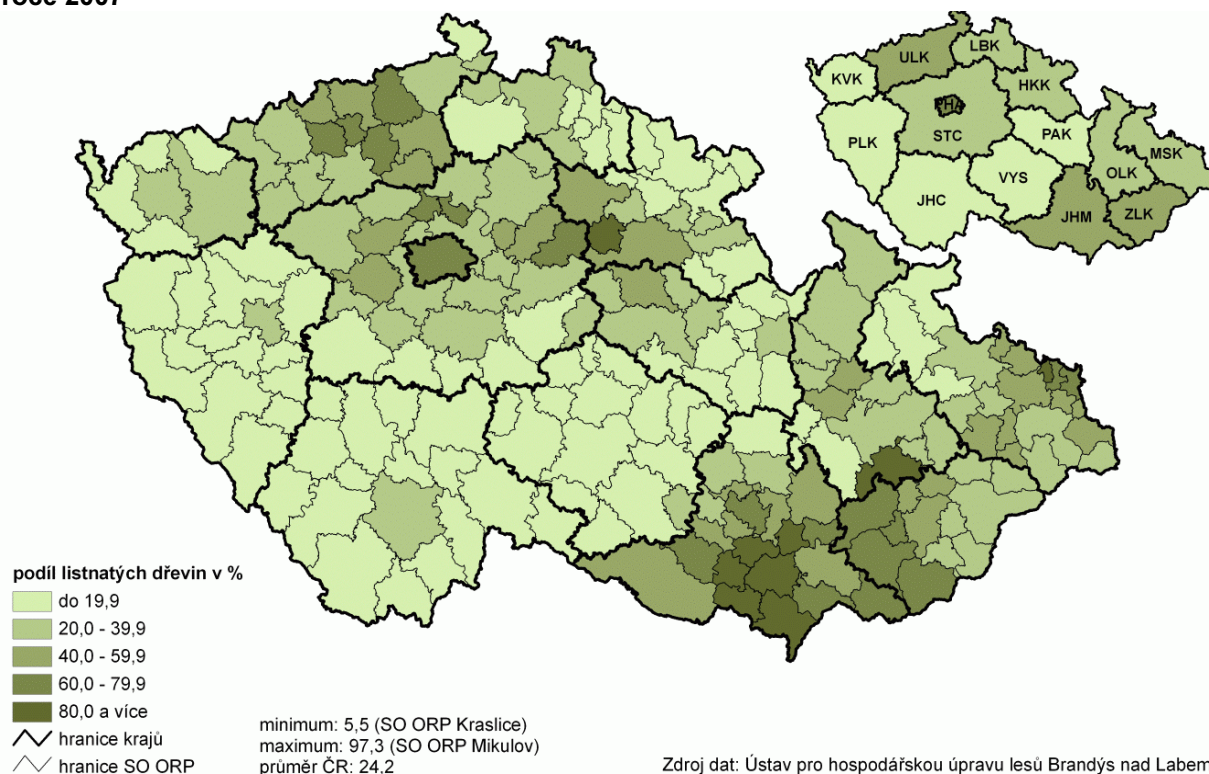 roce 2007
KVK
ULK
LBK
HKK
PHA
STC
PLK
PAK
MSK
OLK
VYS
JHC
JHM
ZLK
podíl listnatých dřevin v %
do 19,9
20,0 - 39,9
40,0 - 59,9
60,0 - 79,9
80,0 a více
hranice krajů
hranice SO ORP
minimum: 5,5 (SO ORP Kraslice)
maximum: 97,3 (SO ORP Mikulov)
průměr ČR: 24,2
Zdroj dat: Ústav pro hospodářskou úpravu lesů Brandýs nad Labem